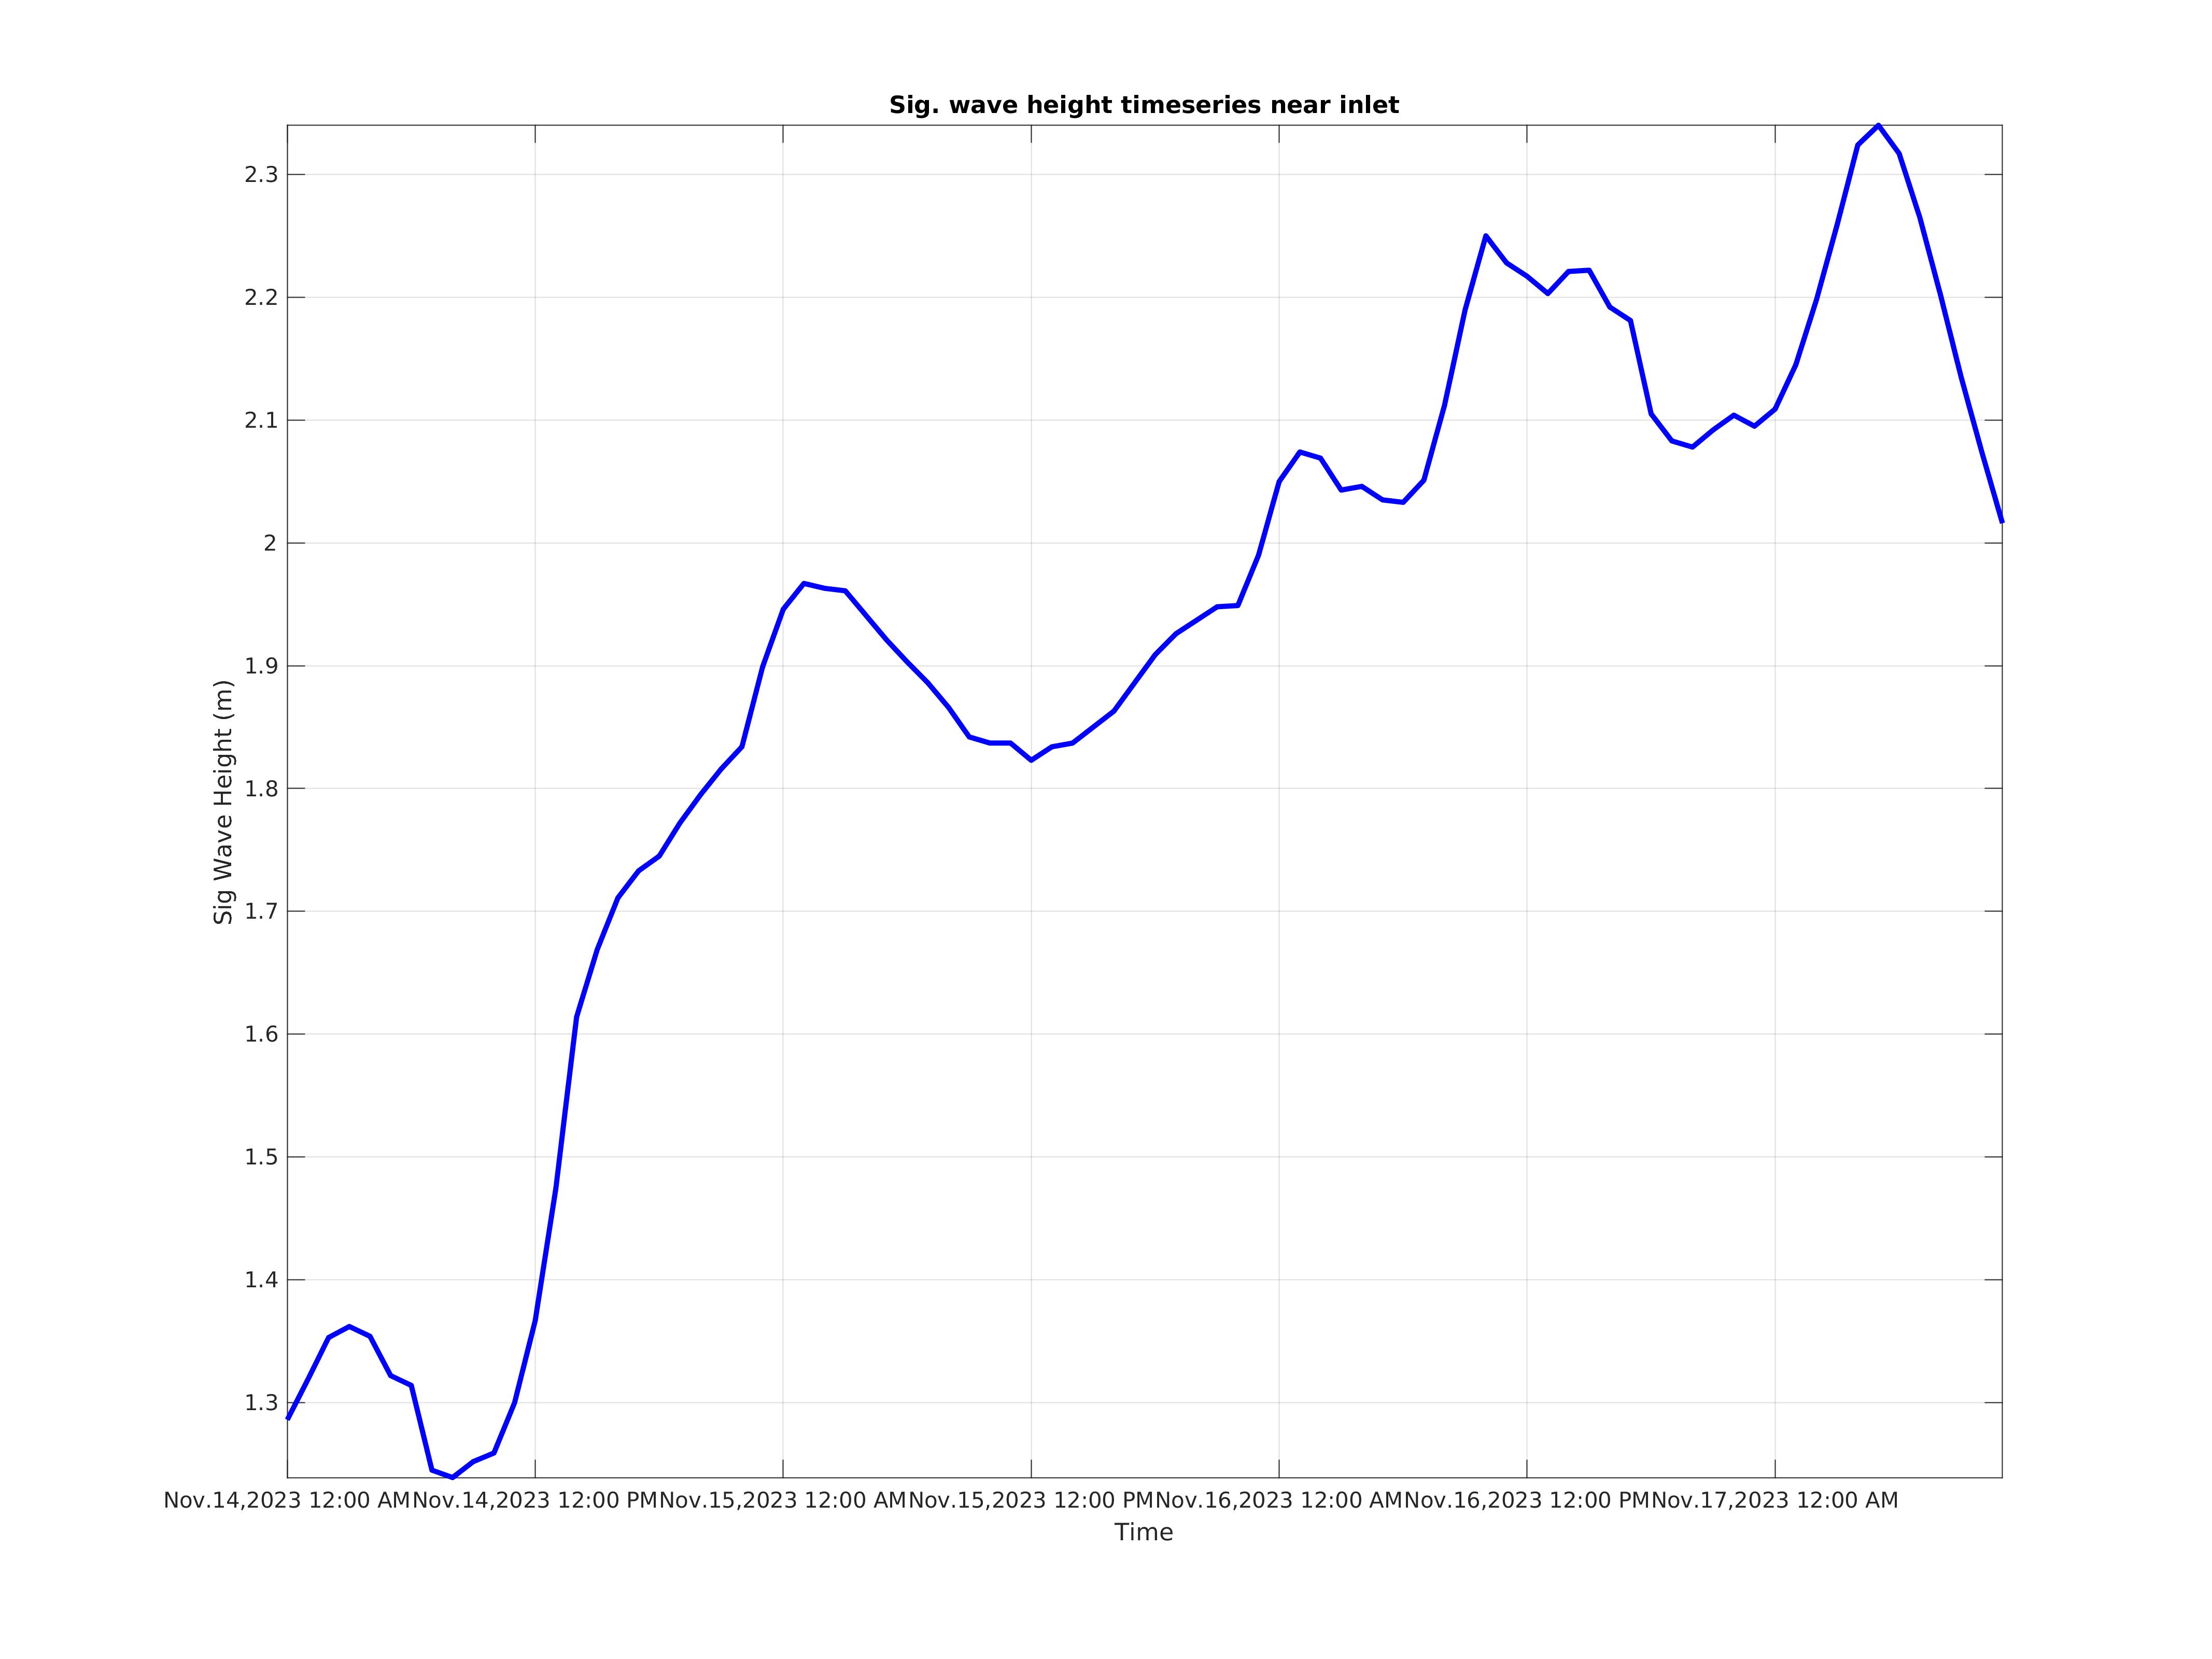 Sig. wave height timeseries near inlet
2.3
2.2
2.1
2
1.9
1.8
1.7
1.6
1.5
1.4
1.3
Sig Wave Height (m)
Nov.14,2023 12:00 AM Nov.14,2023 12:00 PM Nov.15,2023 12:00 AM Nov.15,2023 12:00 PM Nov.16,2023 12:00 AM Nov.16,2023 12:00 PM Nov.17,2023 12:00 AM
Time